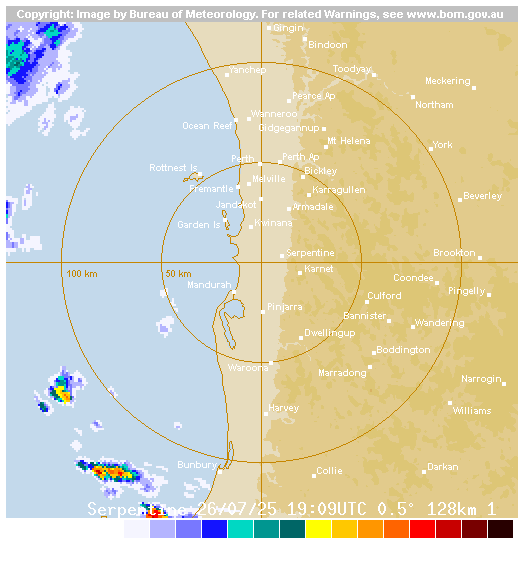 Copyright: Image by Bureau of Meteorology. For related Warnings, see www.bom.gov.au
Gingin
Bindoon
Yanchep
Toodyay
Meckering
Pearce Ap
Northam
Wanneroo
Ocean Reef
Gidgegannup
Mt Helena
York
Perth
Perth Ap
Rottnest Is
Bickley
Melville
Fremantle
Karragullen
Beverley
Jandakot
Armadale
Garden Is
Kwinana
Serpentine
Brookton
100 km
50 km
Karnet
Coondee
Mandurah
Pingelly
Culford
Pinjarra
Bannister
Wandering
Dwellingup
Boddington
Waroona
Marradong
Narrogin
Harvey
Williams
Bunbury
Collie
Darkan
Serpentine 26/07/25 19:09UTC 0.5° 128km 1